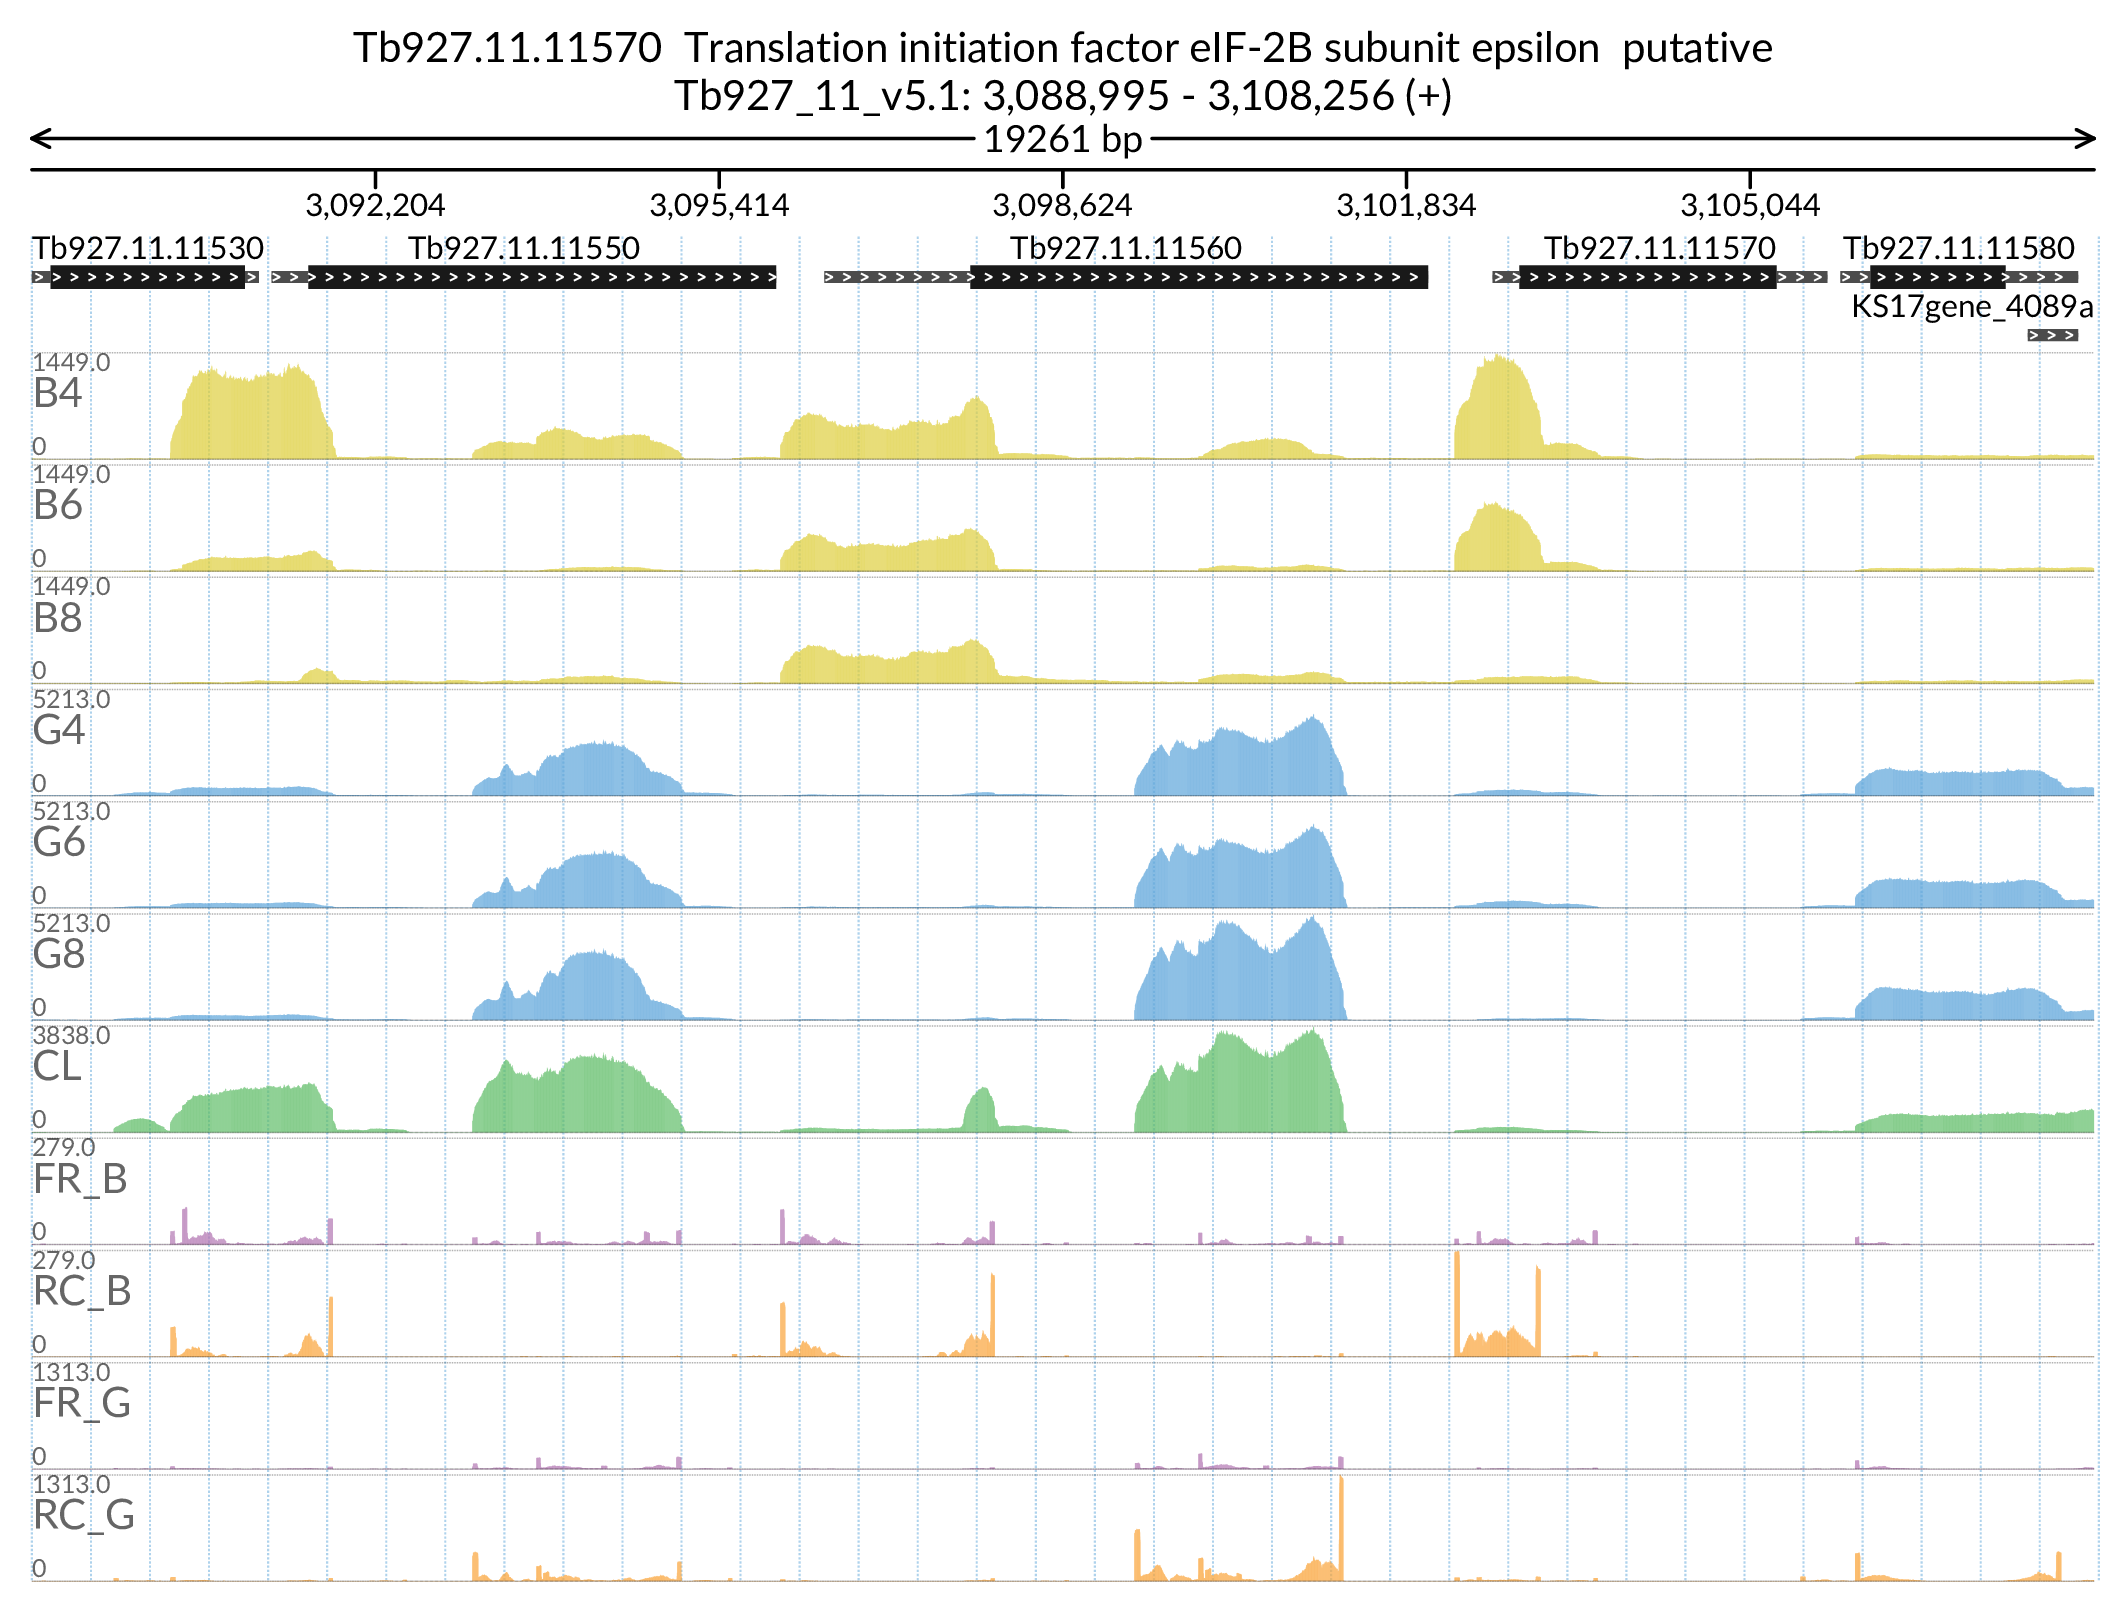 Tb927.11.11570  Translation initiation factor eIF-2B subunit epsilon  putative
Tb927_11_v5.1: 3,088,995 - 3,108,256 (+)
19261 bp
3,092,204 3,095,414 3,098,624 3,101,834 3,105,044
Tb927.11.11530 Tb927.11.11550 Tb927.11.11560 Tb927.11.11570 Tb927.11.11580
KS17gene_4089a
1449.0
B4
0
1449.0
B6
0
1449.0
B8
0
5213.0
G4
0
5213.0
G6
0
5213.0
G8
0
3838.0
CL
0
279.0
FR_B
0
279.0
RC_B
0
1313.0
FR_G
0
1313.0
RC_G
0